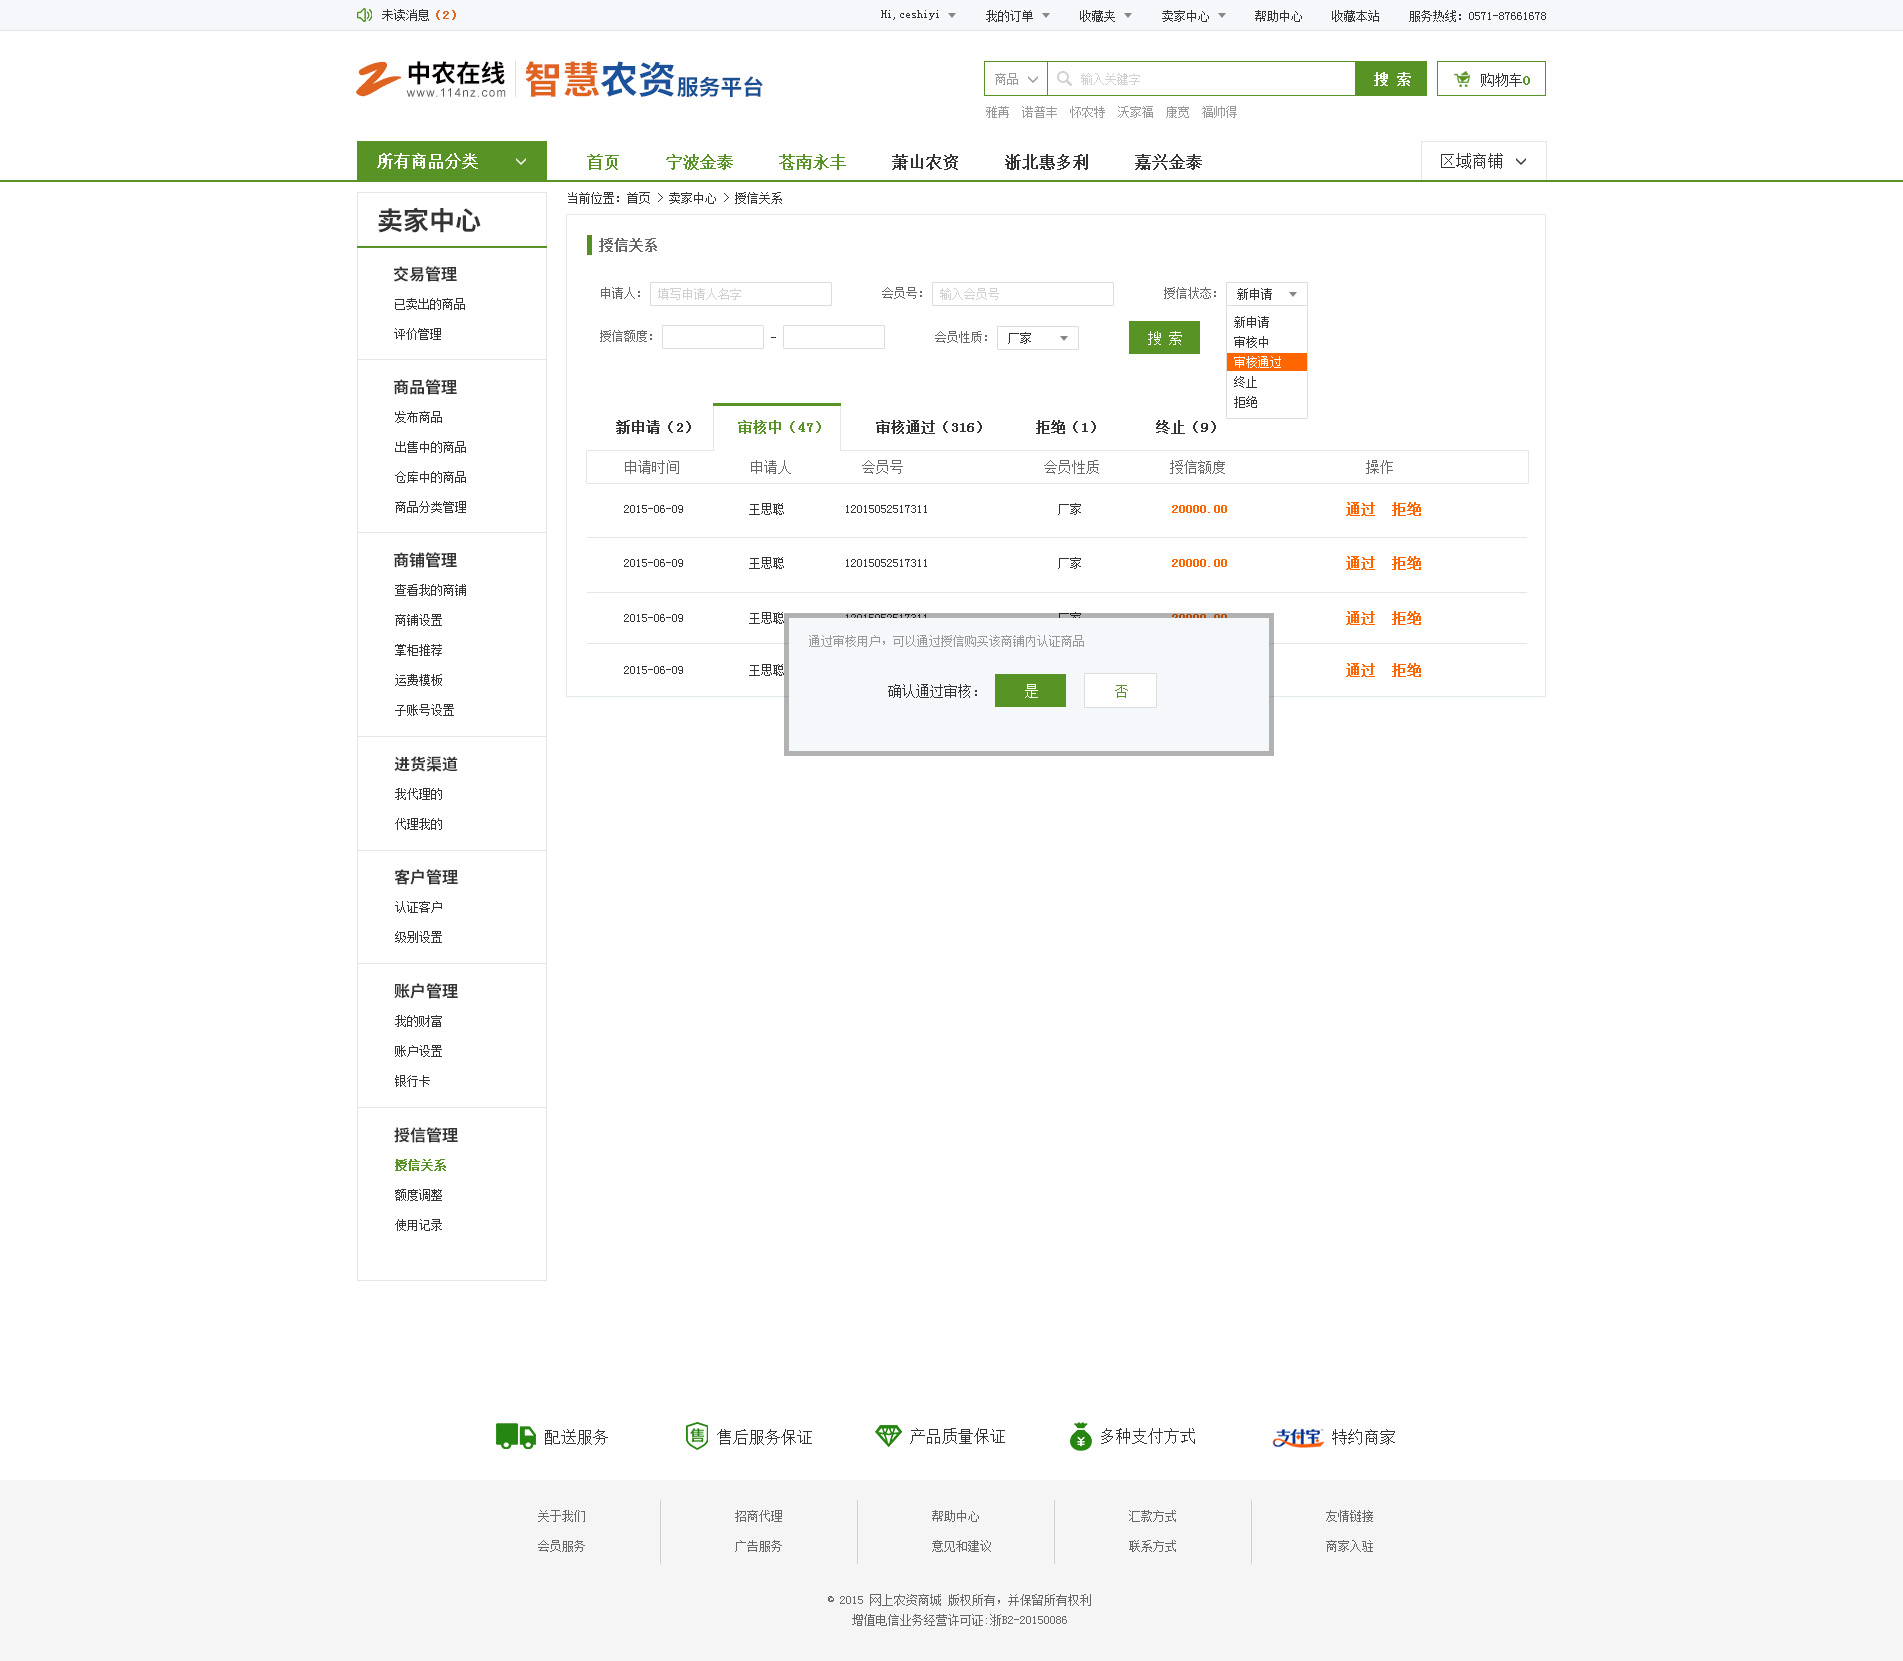 未读消息（2）
Hi,ceshiyi 我的订单 收藏夹 卖家中心 帮助中心 收藏本站 服务热线：0571-87661678
中农在线
www.114nz.com
智慧农资服务平台
商品 输入关键字 搜 索 购物车0
雅苒 诺普丰 怀农特 沃家福 康宽 福帅得
所有商品分类 首页 宁波金泰 苍南永丰 萧山农资 浙北惠多利 嘉兴金泰 区域商铺
当前位置：首页 > 卖家中心 > 授信关系
卖家中心
交易管理
已卖出的商品
评价管理
商品管理
发布商品
出售中的商品
仓库中的商品
商品分类管理
商铺管理
查看我的商铺
商铺设置
掌柜推荐
运费模板
子账号设置
进货渠道
我代理的
代理我的
客户管理
认证客户
级别设置
账户管理
我的财富
账户设置
银行卡
授信管理
授信关系
额度调整
使用记录
授信关系
申请人： 填写申请人名字 会员号： 输入会员号 授信状态： 新申请
授信额度： - 会员性质： 厂家 搜 索
新申请
审核中
审核通过
终止
拒绝
新申请（2） 审核中（47） 审核通过（316） 拒绝（1） 终止（9）
申请时间 申请人 会员号 会员性质 授信额度 操作
2015-06-09 王思聪 12015052517311 厂家 20000.00 通过 拒绝
2015-06-09 王思聪 12015052517311 厂家 20000.00 通过 拒绝
2015-06-09 王思聪 12015052517311 厂家 20000.00 通过 拒绝
2015-06-09 王思聪 通过 拒绝
通过审核用户，可以通过授信购买该商铺内认证商品
确认通过审核： 是 否
配送服务 售 售后服务保证 产品质量保证 ¥ 多种支付方式 支付宝 特约商家
关于我们 招商代理 帮助中心 汇款方式 友情链接
会员服务 广告服务 意见和建议 联系方式 商家入驻
© 2015 网上农资商城 版权所有，并保留所有权利
增值电信业务经营许可证:浙B2-20150086